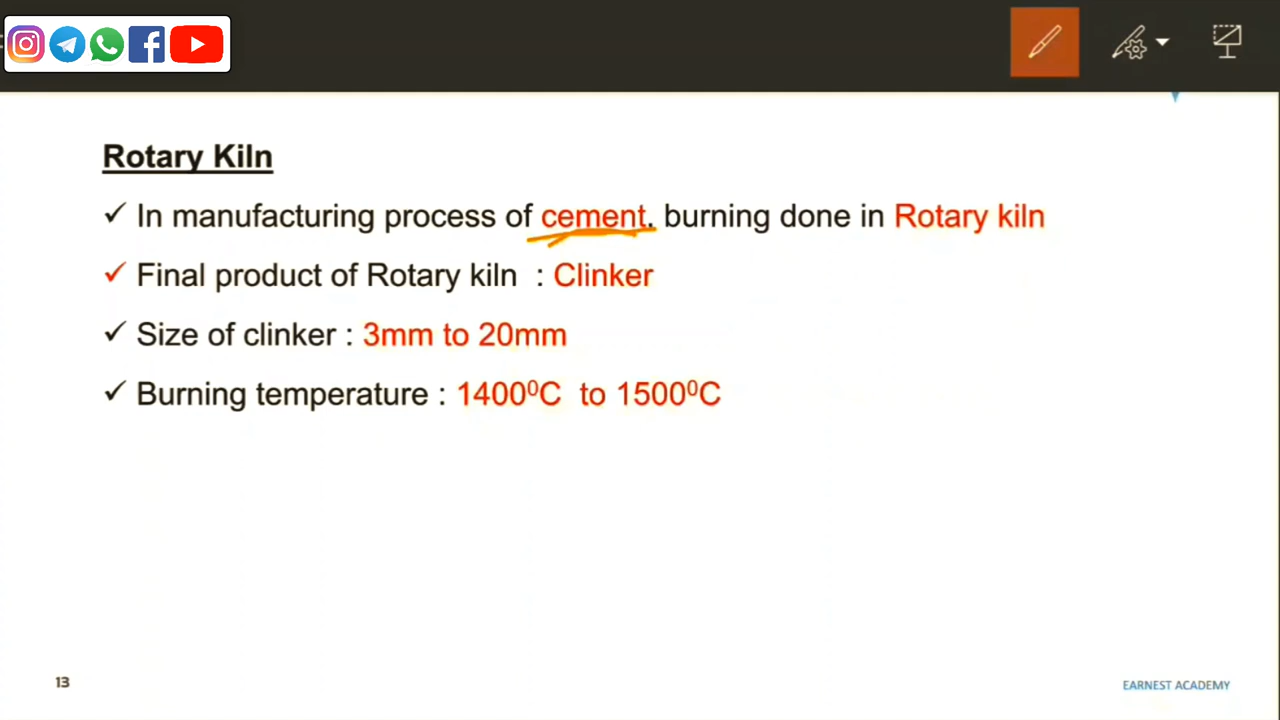 Rotary Kiln
✓ In manufacturing process of cement, burning done in Rotary kiln
✓ Final product of Rotary kiln : Clinker
✓ Size of clinker : 3mm to 20mm
✓ Burning temperature : 1400⁰C to 1500⁰C
13
EARNEST ACADEMY